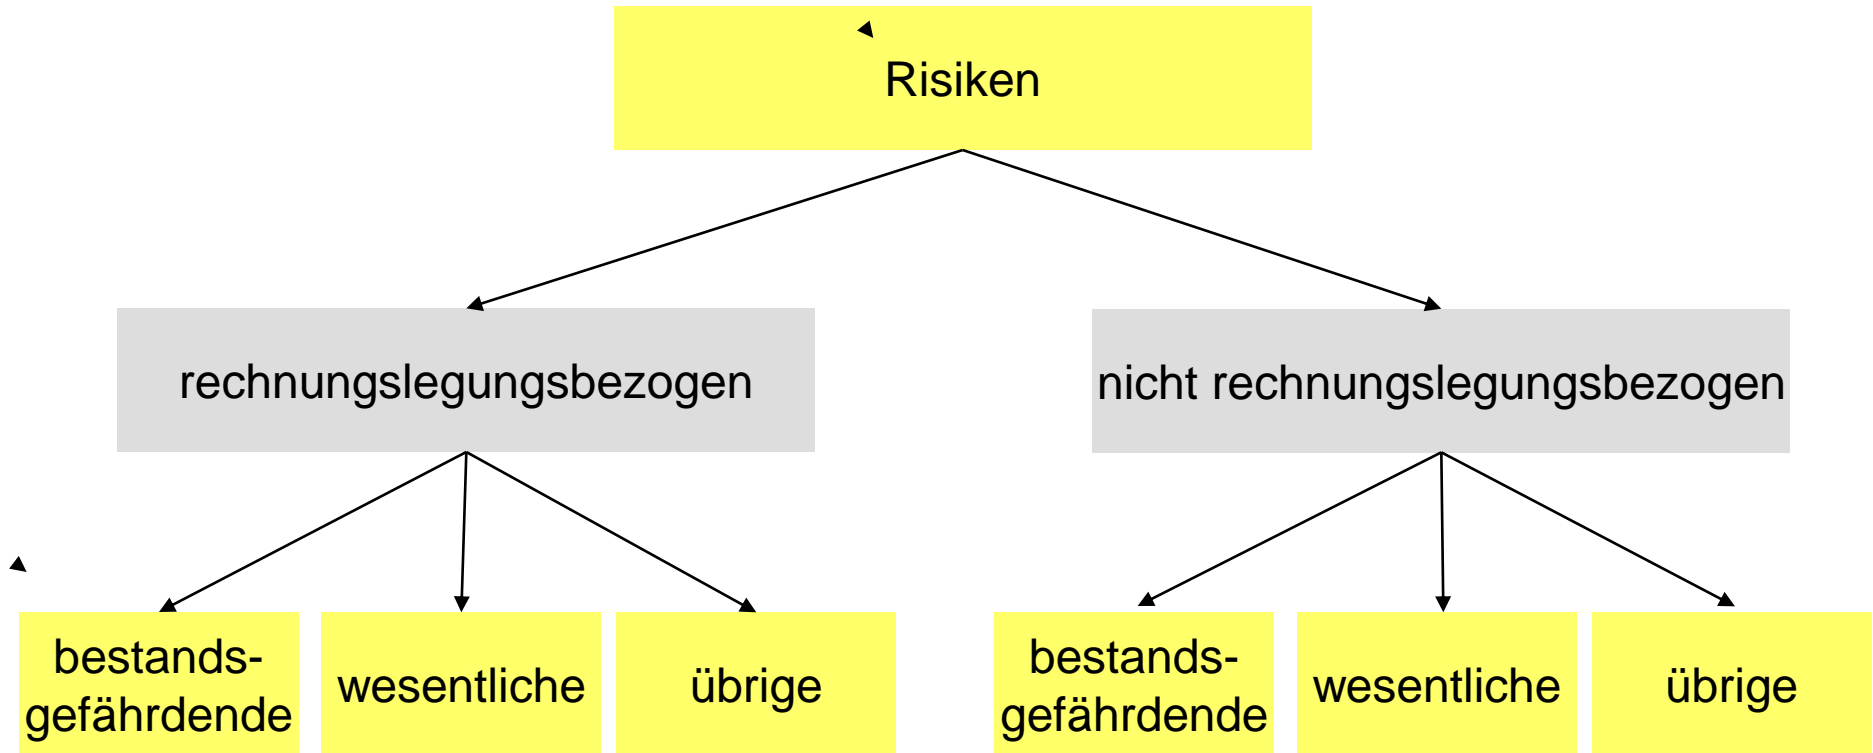 Risiken
rechnungslegungsbezogen
nicht rechnungslegungsbezogen
bestands-
gefährdende
wesentliche
übrige
bestands-
gefährdende
wesentliche
übrige